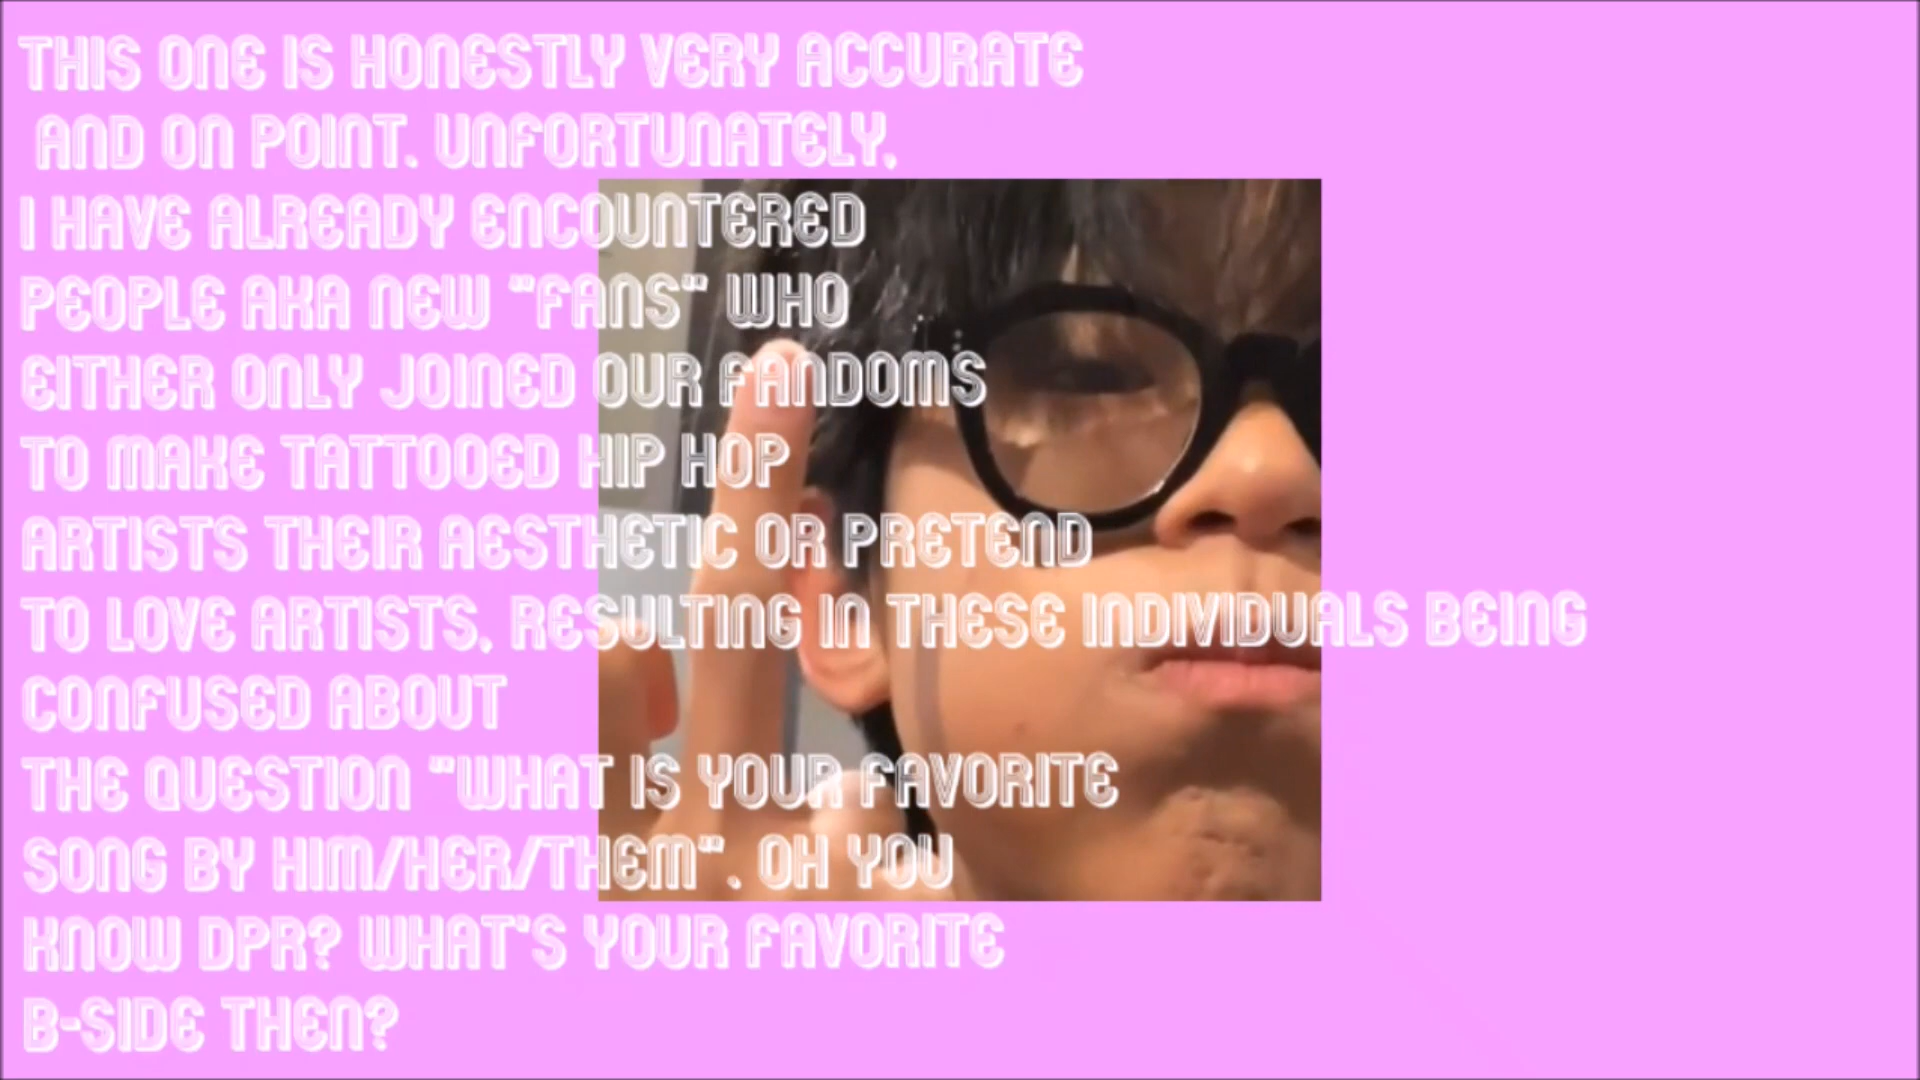 THIS ONE IS HONESTLY VERY ACCURATE
AND ON POINT. UNFORTUNATELY,
I HAVE ALREADY ENCOUNTERED
PEOPLE AKA NEW "FANS" WHO
EITHER ONLY JOINED OUR FANDOMS
TO MAKE TATTOOED HIP HOP
ARTISTS THEIR AESTHETIC OR PRETEND
TO LOVE ARTISTS, RESULTING IN THESE INDIVIDUALS BEING
CONFUSED ABOUT
THE QUESTION "WHAT IS YOUR FAVORITE
SONG BY HIM/HER/THEM". OH YOU
KNOW DPR? WHAT'S YOUR FAVORITE
B-SIDE THEN?